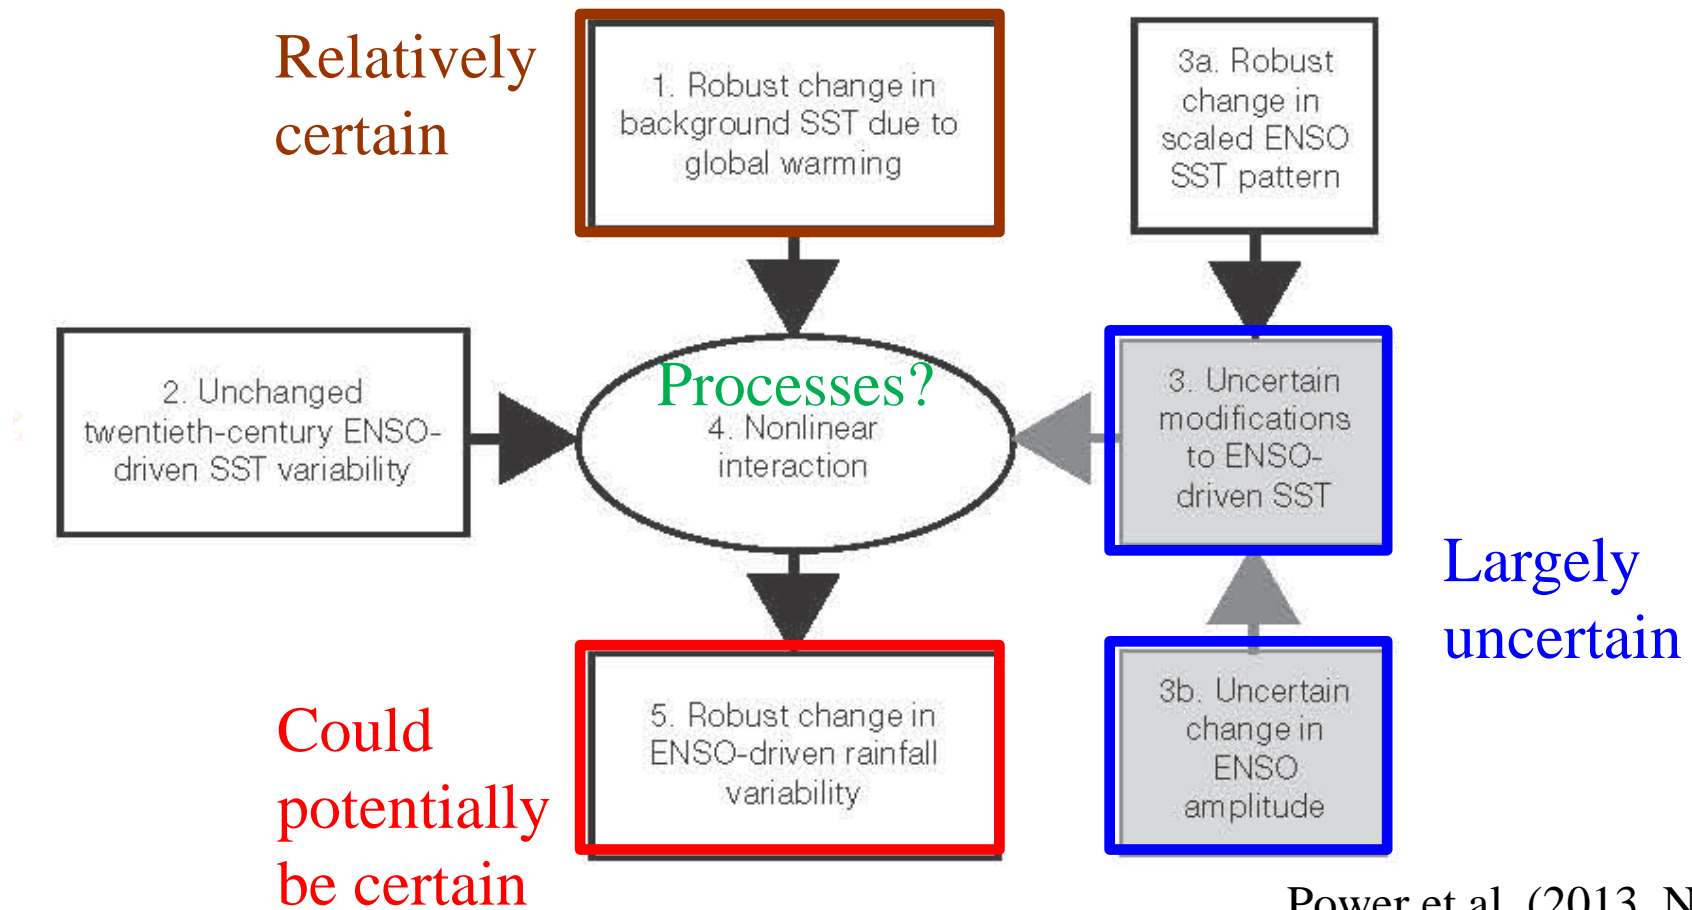 Relatively
certain
1. Robust change in
background SST due to
global warming
3a. Robust
change in
scaled ENSO
SST pattern
2. Unchanged
twentieth-century ENSO-
driven SST variability
Processes?
4. Nonlinear
interaction
3. Uncertain
modifications
to ENSO-
driven SST
Largely
uncertain
Could
potentially
be certain
5. Robust change in
ENSO-driven rainfall
variability
3b. Uncertain
change in
ENSO
amplitude
Power et al. (2013, N